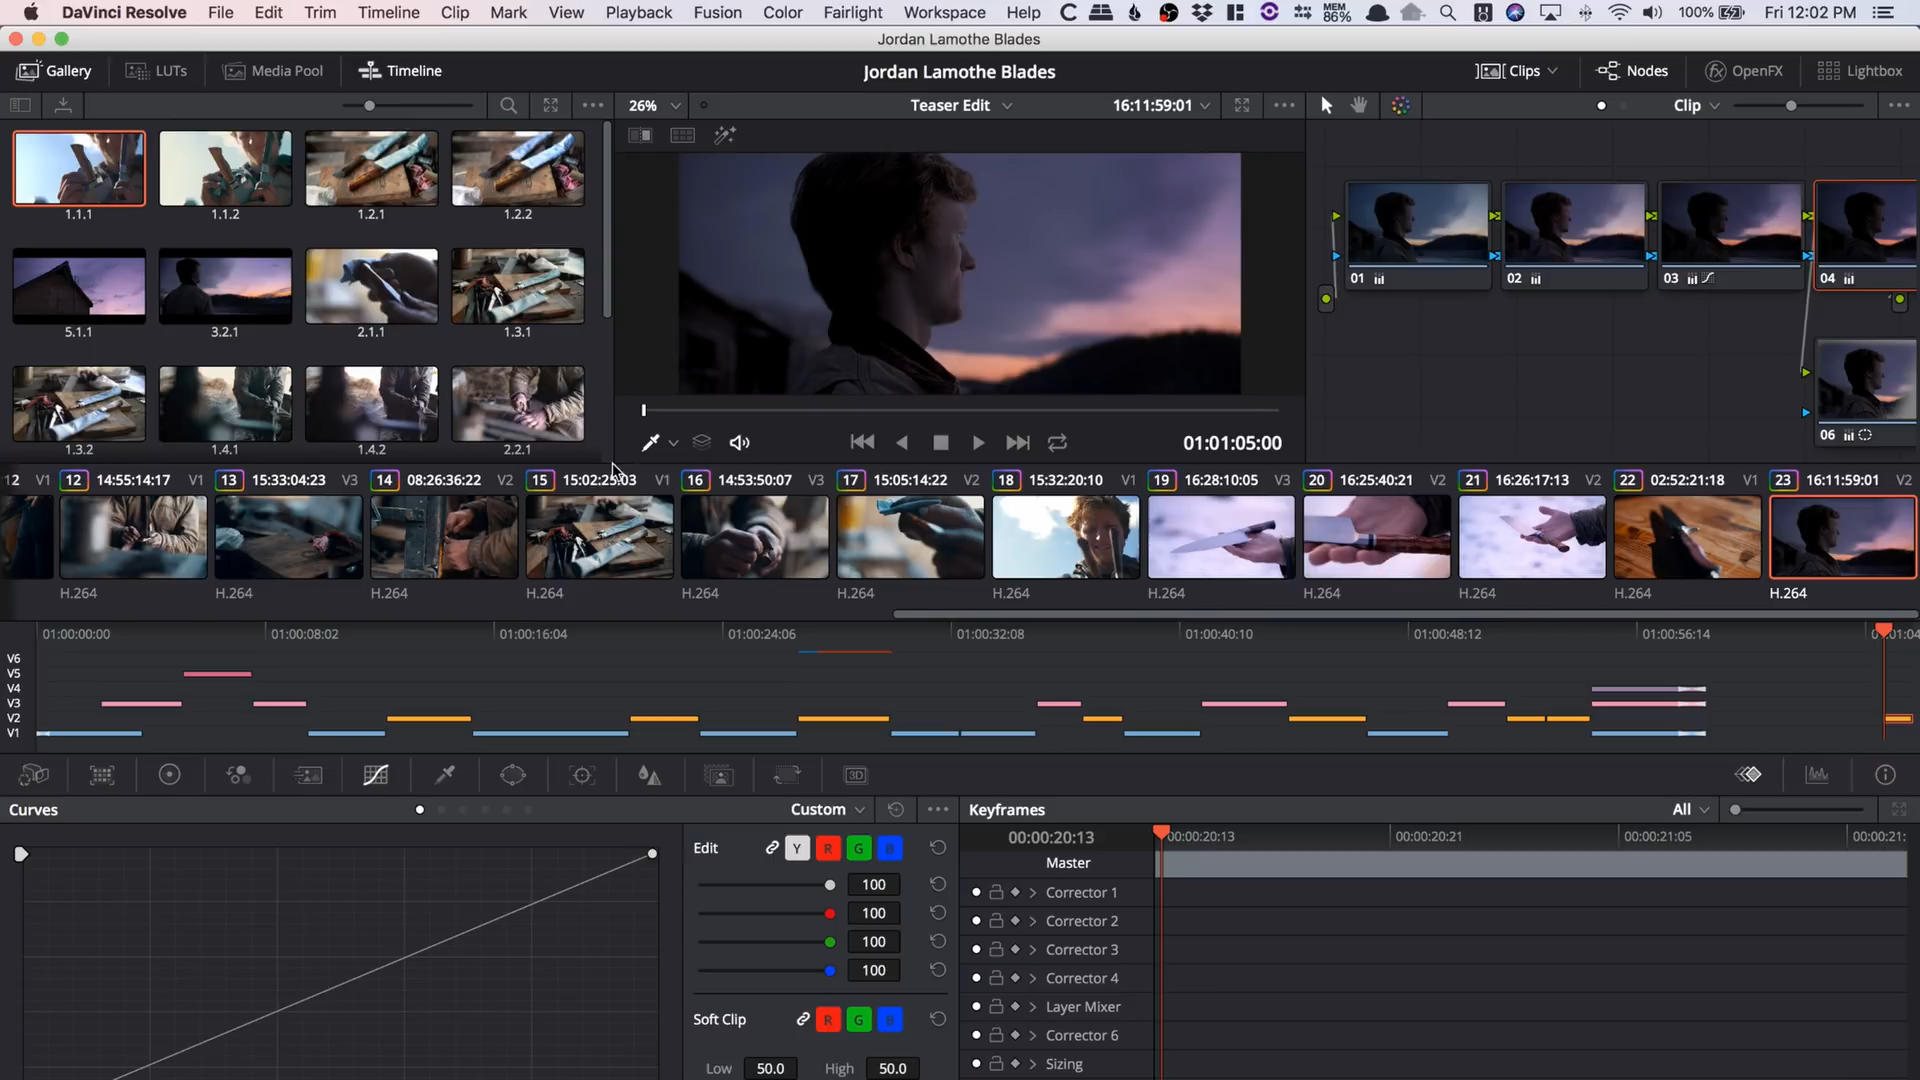 DaVinci Resolve File Edit Trim Timeline Clip Mark View Playback Fusion Color Fairlight Workspace Help MEM 86% 100% Fri 12:02 PM
Jordan Lamothe Blades
Gallery LUTs Media Pool Timeline Jordan Lamothe Blades Clips Nodes OpenFX Lightbox
26% Teaser Edit 16:11:59:01 Clip
1.1.1 1.1.2 1.2.1 1.2.2
5.1.1 3.2.1 2.1.1 1.3.1
1.3.2 1.4.1 1.4.2 2.2.1
01 02 03 04
06
01:01:05:00
12 V1 12 14:55:14:17 V1 13 15:33:04:23 V3 14 08:26:36:22 V2 15 V1 16 14:53:50:07 V3 17 15:05:14:22 V2 18 15:32:20:10 V1 19 16:28:10:05 V3 20 16:25:40:21 V2 21 16:26:17:13 V2 22 02:52:21:18 V1 23 16:11:59:01 V2
H.264 H.264 H.264 H.264 H.264 H.264 H.264 H.264 H.264 H.264 H.264 H.264
01:00:00:00 01:00:08:02 01:00:16:04 01:00:24:06 01:00:32:08 01:00:40:10 01:00:48:12 01:00:56:14
V6
V5
V4
V3
V2
V1
3D
Curves Custom Keyframes All
00:00:20:13 00:00:20:13 00:00:20:21 00:00:21:05 00:00:21:
Edit Y R G B
Master
100 Corrector 1
100 Corrector 2
100 Corrector 3
100 Corrector 4
Layer Mixer
Soft Clip R G B
Corrector 6
Low 50.0 High 50.0 Sizing